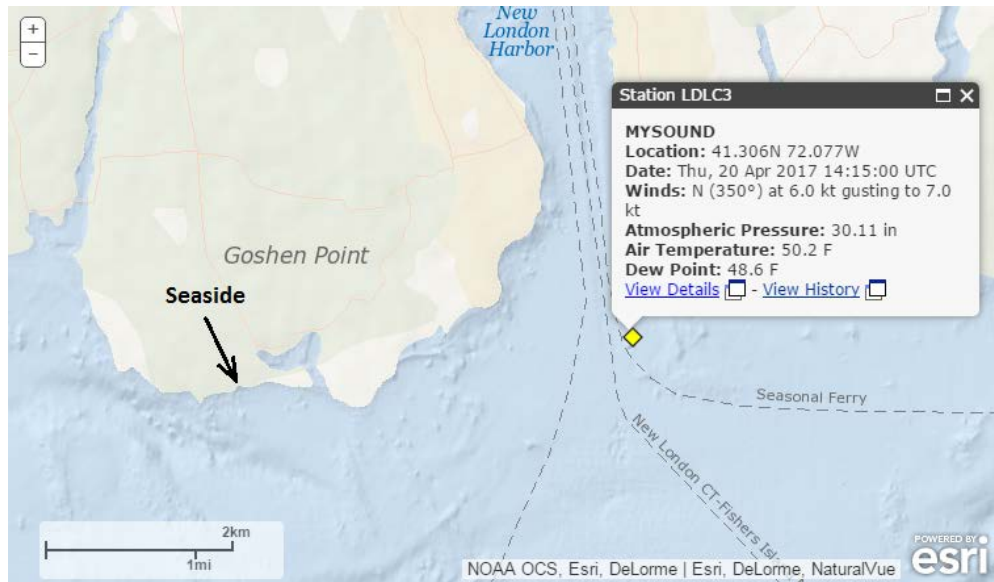 +
−
New
London
Harbor
Station LDLC3
MYSOUND
Location: 41.306N 72.077W
Date: Thu, 20 Apr 2017 14:15:00 UTC
Winds: N (350º) at 6.0 kt gusting to 7.0
kt
Atmospheric Pressure: 30.11 in
Air Temperature: 50.2 F
Dew Point: 48.6 F
View Details - View History
Goshen Point
Seaside
Seasonal Ferry
New London CT-Fishers Isl
2km
1mi
NOAA OCS, Esri, DeLorme | Esri, DeLorme, NaturalVue
POWERED BY
esri